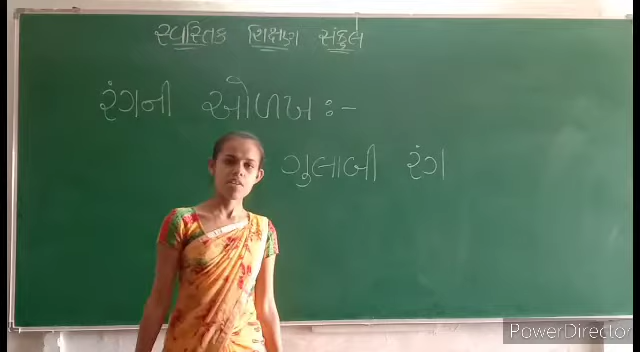 સ્વસ્તિક શિક્ષણ સંકુલ
રંગની ઓળખ :-
ગુલાબી રંગ
PowerDirector